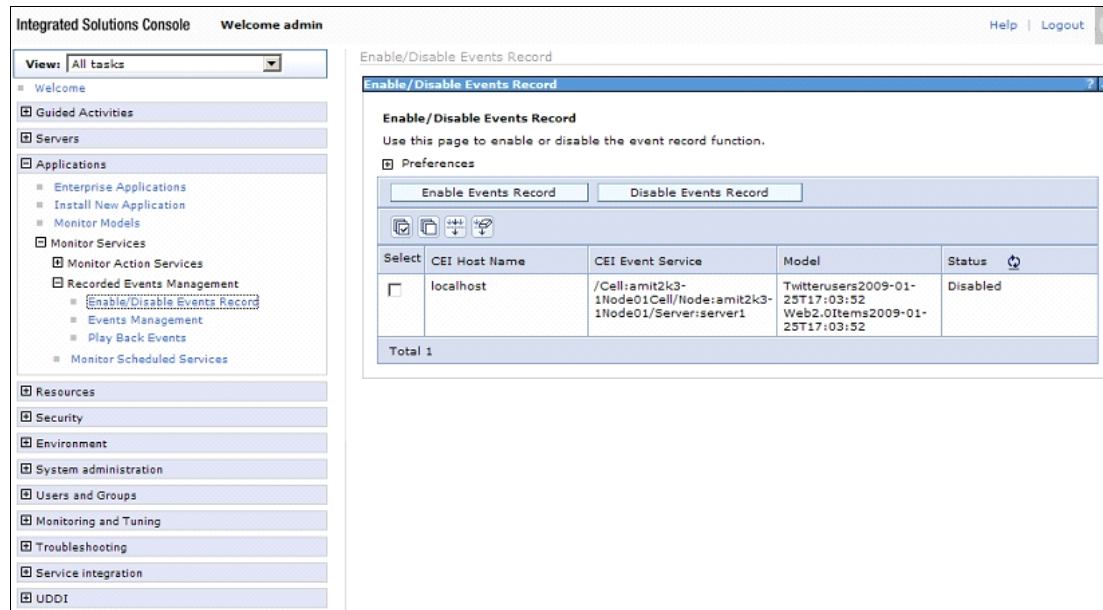 Integrated Solutions Console Welcome admin
Help | Logout
View: All tasks
Welcome
Guided Activities
Servers
Applications
Enterprise Applications
Install New Application
Monitor Models
Monitor Services
Monitor Action Services
Recorded Events Management
Enable/Disable Events Record
Events Management
Play Back Events
Monitor Scheduled Services
Resources
Security
Environment
System administration
Users and Groups
Monitoring and Tuning
Troubleshooting
Service integration
UDDI
Enable/Disable Events Record
Enable/Disable Events Record ?
Enable/Disable Events Record
Use this page to enable or disable the event record function.
Preferences
Enable Events Record Disable Events Record
Select CEI Host Name CEI Event Service Model Status
localhost /Cell:amit2k3- Twitterusers2009-01- Disabled
1Node01Cell/Node:amit2k3- 25T17:03:52
1Node01/Server:server1 Web2.0Items2009-01-
25T17:03:52
Total 1